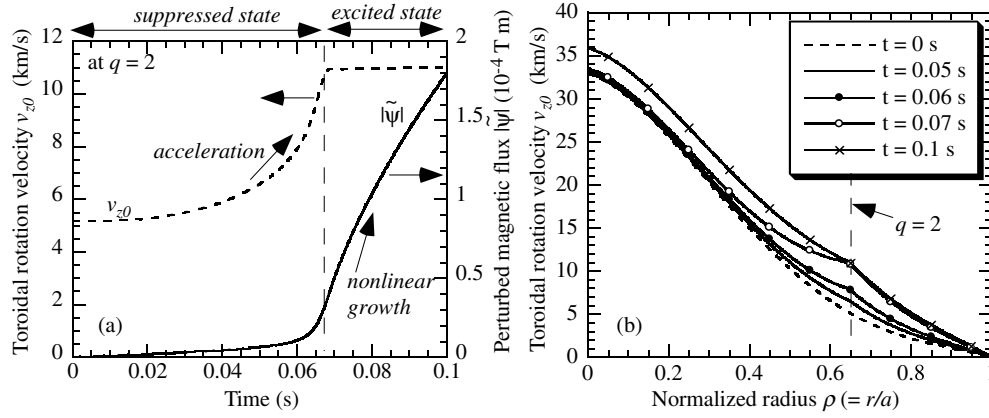 suppressed state
excited state
Toroidal rotation velocity v_z0 (km/s)
12
10
8
6
4
2
0
at q = 2
acceleration
v_z0
|ψ̃|
nonlinear
growth
(a)
2
1.5
1
0.5
0
Perturbed magnetic flux |ψ̃| (10^-4 T m)
0
0.02
0.04
0.06
0.08
0.1
Time (s)
Toroidal rotation velocity v_z0 (km/s)
40
35
30
25
20
15
10
5
0
t = 0 s
t = 0.05 s
t = 0.06 s
t = 0.07 s
t = 0.1 s
q = 2
(b)
0
0.2
0.4
0.6
0.8
Normalized radius ρ (= r/a)